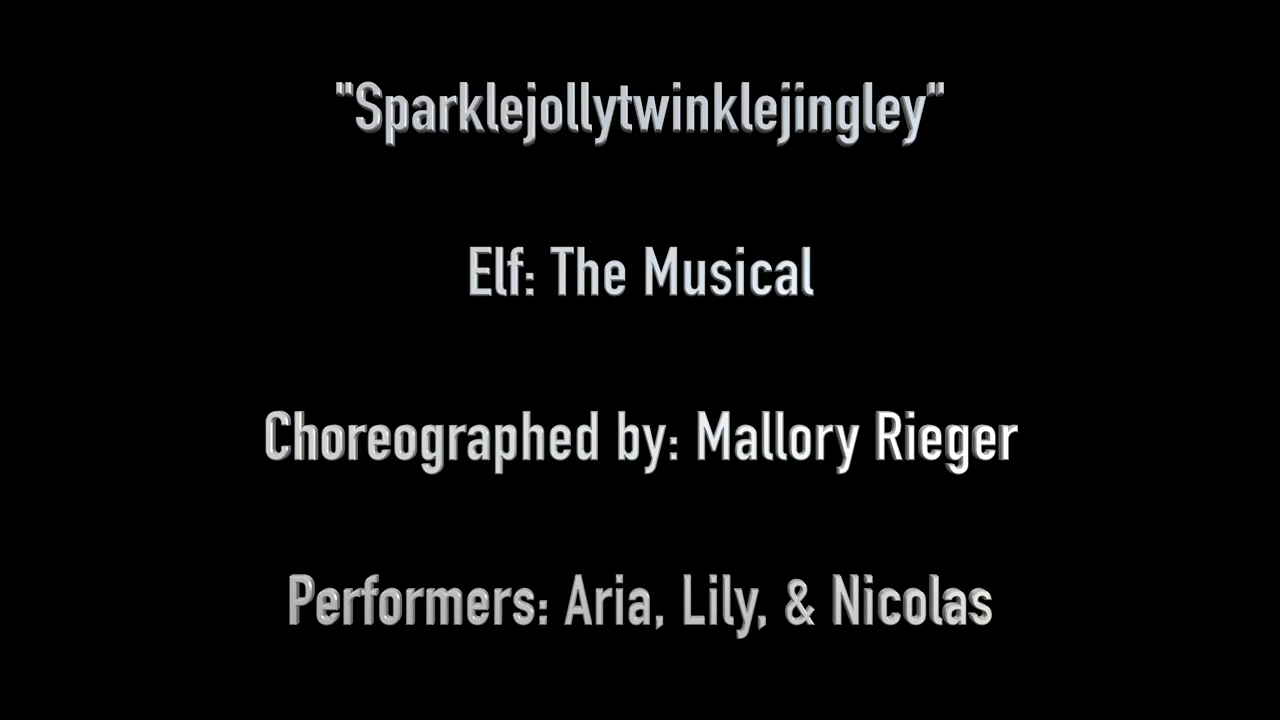 "Sparklejollytwinklejingley"
Elf: The Musical
Choreographed by: Mallory Rieger
Performers: Aria, Lily, & Nicolas